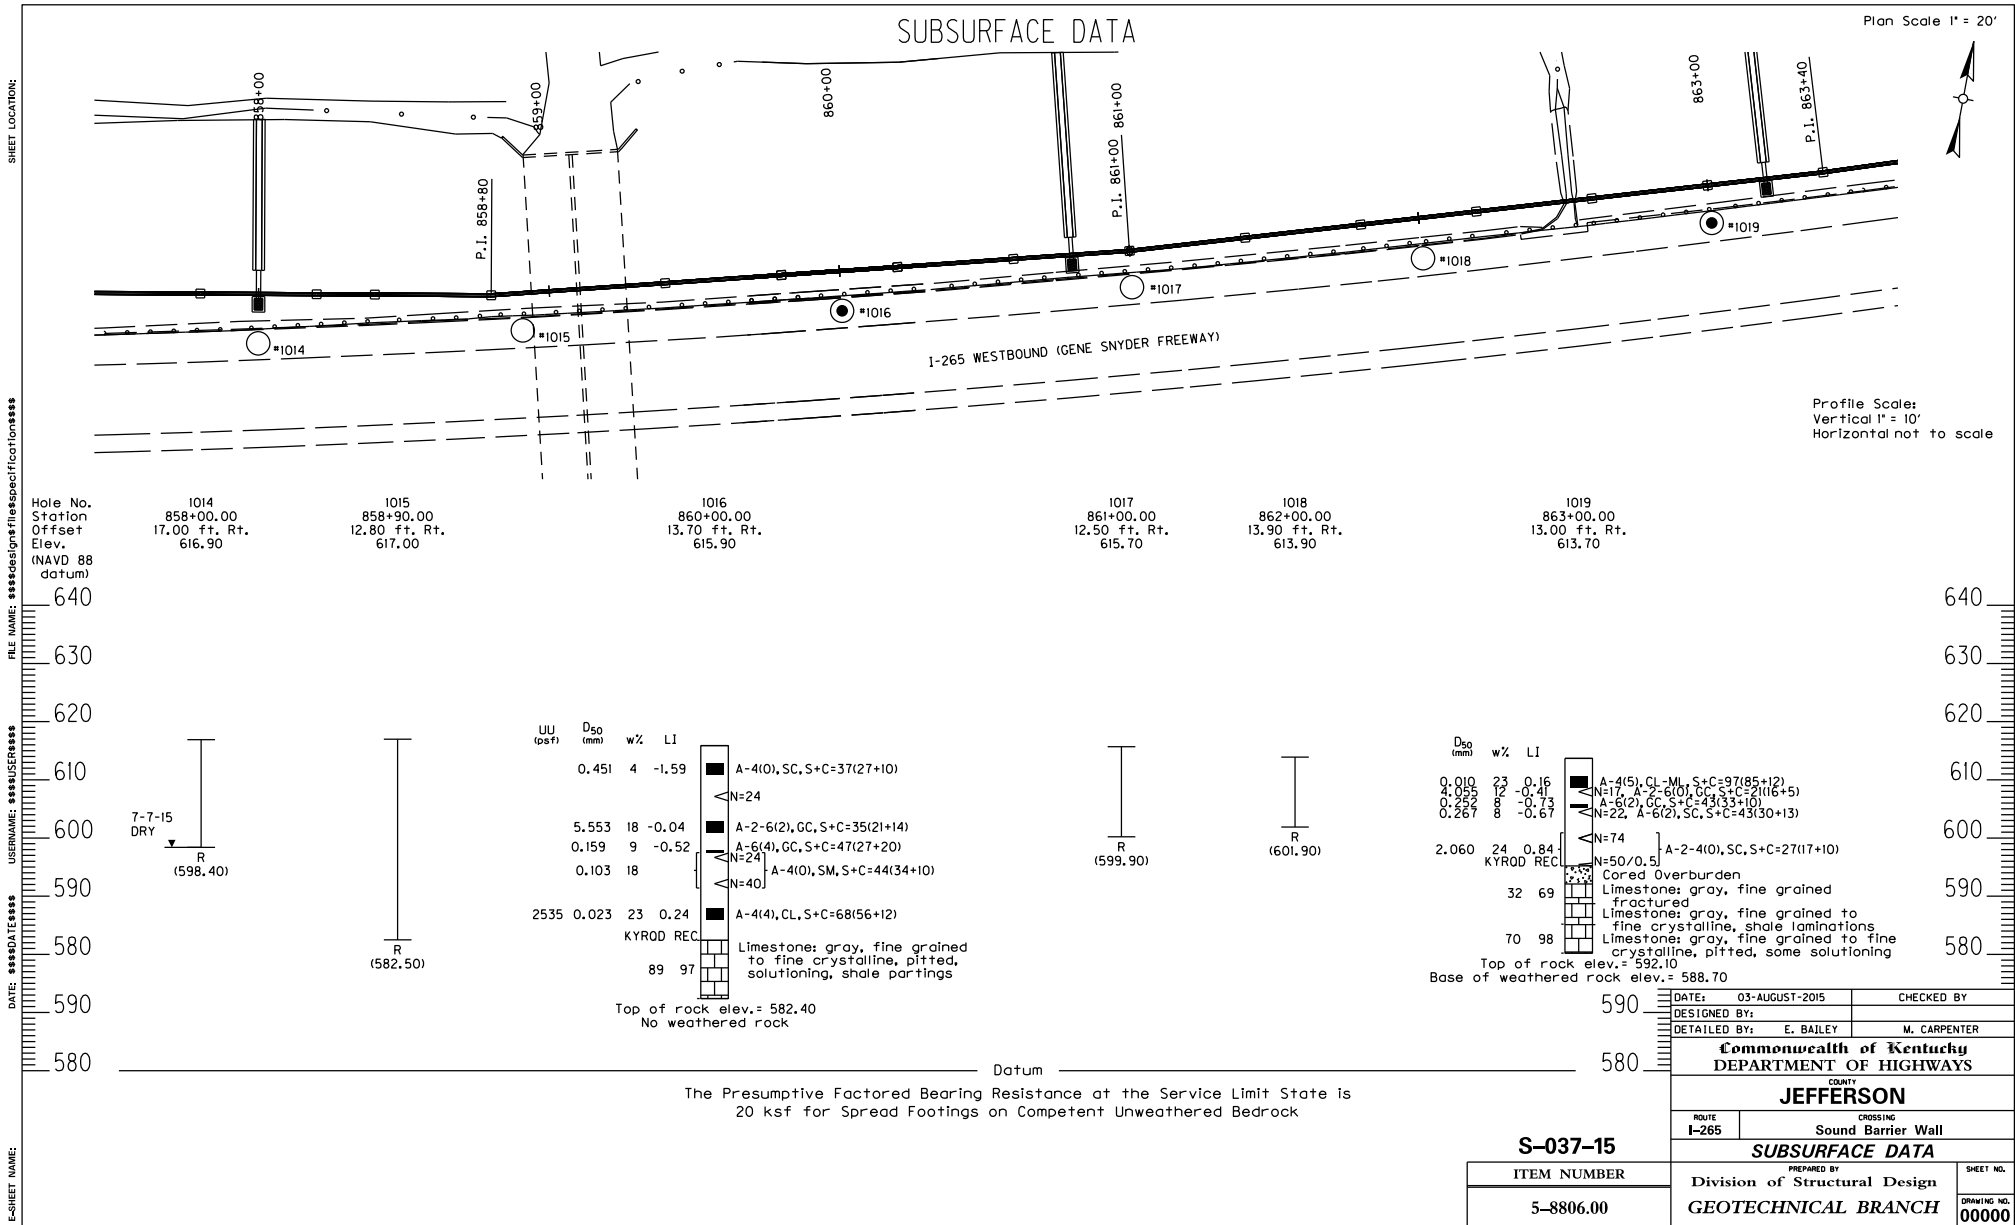 SUBSURFACE DATA
Plan Scale 1" = 20'
SHEET LOCATION:
858+00
859+00
860+00
P.I. 861+00
863+00
P.I. 863+40
P.I. 858+80
#1014
#1015
#1016
#1017
#1018
#1019
I-265 WESTBOUND (GENE SNYDER FREEWAY)
Profile Scale:
Vertical 1" = 10'
Horizontal not to scale
FILE NAME: $$$$designfilespecification$$$$
USERNAME: $$$$USER$$$$
DATE: $$$$DATE$$$$
E-SHEET NAME:
Hole No. 1014 1015 1016 1017 1018 1019
Station 858+00.00 858+90.00 860+00.00 861+00.00 862+00.00 863+00.00
Offset 17.00 ft. Rt. 12.80 ft. Rt. 13.70 ft. Rt. 12.50 ft. Rt. 13.90 ft. Rt. 13.00 ft. Rt.
Elev. 616.90 617.00 615.90 615.70 613.90 613.70
(NAVD 88
datum)
640 640
630 630
620 620
610 610
600 600
590 590
580 580
590 590
580 580
7-7-15
DRY
R
(598.40)
R
(582.50)
UU (psf) D50 (mm) w% LI
0.451 4 -1.59 A-4(0), SC, S+C=37(27+10)
N=24
5.553 18 -0.04 A-2-6(2), GC, S+C=35(21+14)
0.159 9 -0.52 A-6(4), GC, S+C=47(27+20)
N=24
0.103 18 A-4(0), SM, S+C=44(34+10)
N=40
2535 0.023 23 0.24 A-4(4), CL, S+C=68(56+12)
KYRQD REC
89 97
Limestone: gray, fine grained
to fine crystalline, pitted,
solutioning, shale partings
Top of rock elev.= 582.40
No weathered rock
R
(599.90)
R
(601.90)
D50 (mm) w% LI
0.010 23 0.16 A-4(5), CL-ML, S+C=97(85+12)
4.055 12 -0.41 N=17, A-2-6(0), GC, S+C=21(16+5)
0.252 8 -0.73 A-6(2), GC, S+C=43(33+10)
0.267 8 -0.67 N=22, A-6(2), SC, S+C=43(30+13)
N=74
2.060 24 0.84 A-2-4(0), SC, S+C=27(17+10)
KYRQD REC N=50/0.5
Cored Overburden
32 69 Limestone: gray, fine grained
fractured
Limestone: gray, fine grained to
fine crystalline, shale laminations
70 98 Limestone: gray, fine grained to fine
crystalline, pitted, some solutioning
Top of rock elev.= 592.10
Base of weathered rock elev.= 588.70
Datum
The Presumptive Factored Bearing Resistance at the Service Limit State is
20 ksf for Spread Footings on Competent Unweathered Bedrock
DATE: 03-AUGUST-2015 CHECKED BY
DESIGNED BY:
DETAILED BY: E. BAILEY M. CARPENTER
Commonwealth of Kentucky
DEPARTMENT OF HIGHWAYS
COUNTY
JEFFERSON
ROUTE CROSSING
I-265 Sound Barrier Wall
SUBSURFACE DATA
S-037-15
ITEM NUMBER
5-8806.00
PREPARED BY
Division of Structural Design
GEOTECHNICAL BRANCH
SHEET NO.
DRAWING NO.
00000